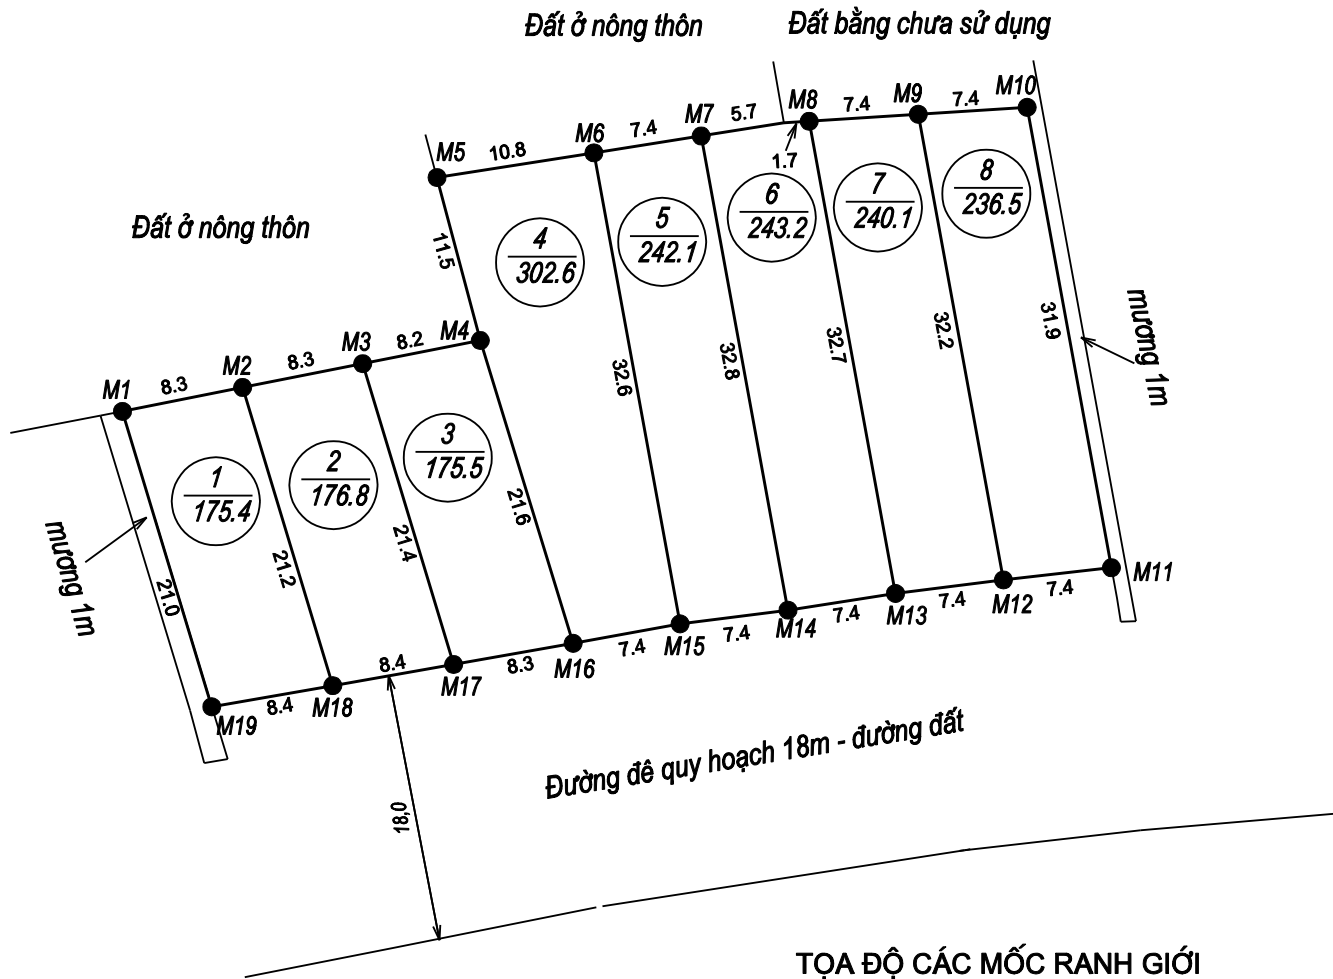 Đất ở nông thôn
Đất bằng chưa sử dụng
M5
10.8
M6
7.4
M7
5.7
M8
1.7
7.4
M9
7.4
M10
Đất ở nông thôn
11.5
4
302.6
5
242.1
6
243.2
7
240.1
8
236.5
M1
8.3
M2
8.3
M3
8.2
M4
32.6
32.8
32.7
32.2
31.9
mương 1m
1
175.4
2
176.8
3
175.5
mương 1m
21.0
21.2
21.4
21.6
M19
8.4
M18
8.4
M17
8.3
M16
7.4
M15
7.4
M14
7.4
M13
7.4
M12
7.4
M11
18,0
Đường đê quy hoạch 18m - đường đất
TỌA ĐỘ CÁC MỐC RANH GIỚI